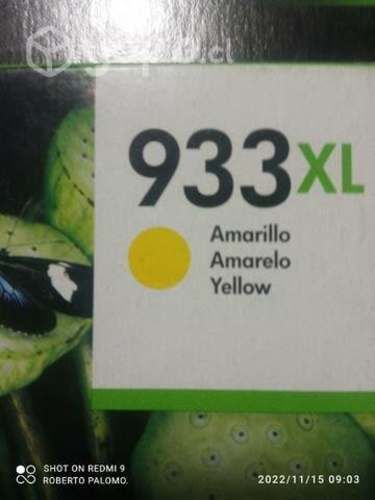 933XL
Amarillo
Amarelo
Yellow
SHOT ON REDMI 9
ROBERTO PALOMO.
2022/11/15 09:03